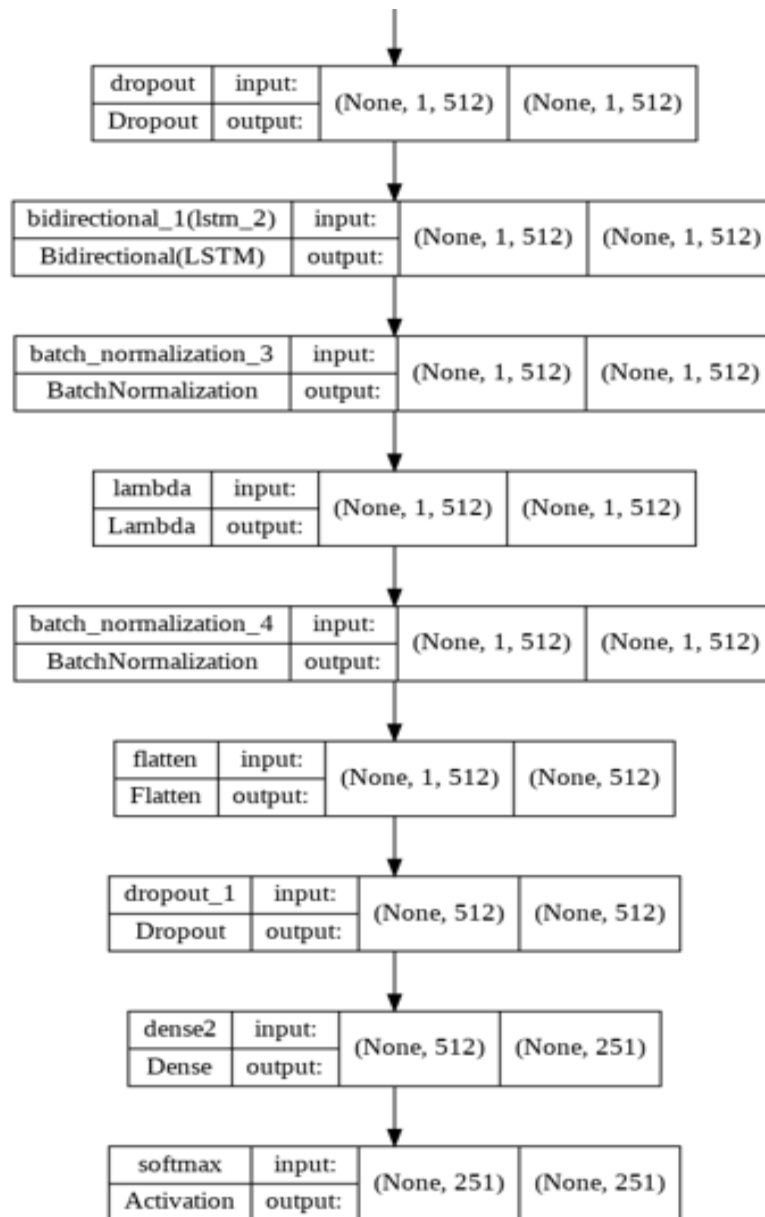 dropout input: (None, 1, 512) (None, 1, 512)
Dropout output:
bidirectional_1(lstm_2) input: (None, 1, 512) (None, 1, 512)
Bidirectional(LSTM) output:
batch_normalization_3 input: (None, 1, 512) (None, 1, 512)
BatchNormalization output:
lambda input: (None, 1, 512) (None, 1, 512)
Lambda output:
batch_normalization_4 input: (None, 1, 512) (None, 1, 512)
BatchNormalization output:
flatten input: (None, 1, 512) (None, 512)
Flatten output:
dropout_1 input: (None, 512) (None, 512)
Dropout output:
dense2 input: (None, 512) (None, 251)
Dense output:
softmax input: (None, 251) (None, 251)
Activation output: